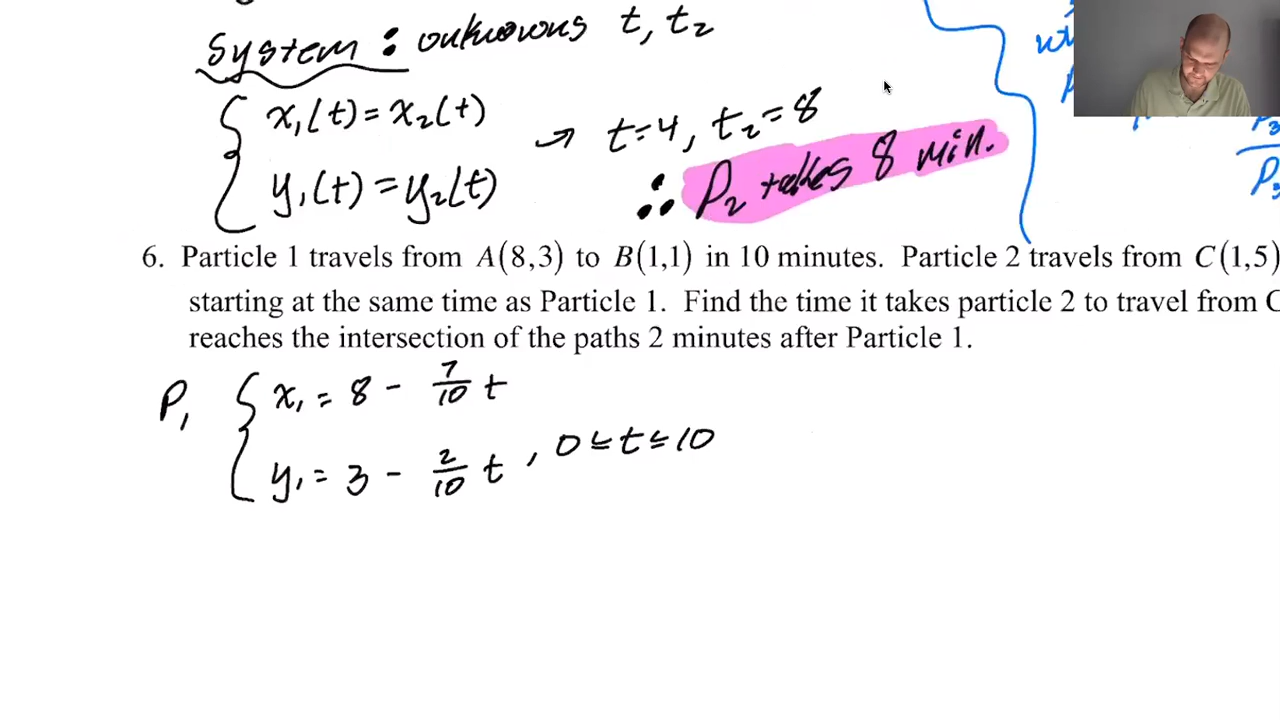 System: unknowns t, t₂
x₁(t) = x₂(t)
y₁(t) = y₂(t)
→ t=4, t₂=8
∴ P₂ takes 8 min.
6. Particle 1 travels from A(8,3) to B(1,1) in 10 minutes. Particle 2 travels from C(1,5)
starting at the same time as Particle 1. Find the time it takes particle 2 to travel from C
reaches the intersection of the paths 2 minutes after Particle 1.
P₁ { x₁ = 8 - 7/10 t
y₁ = 3 - 2/10 t, 0 ≤ t ≤ 10